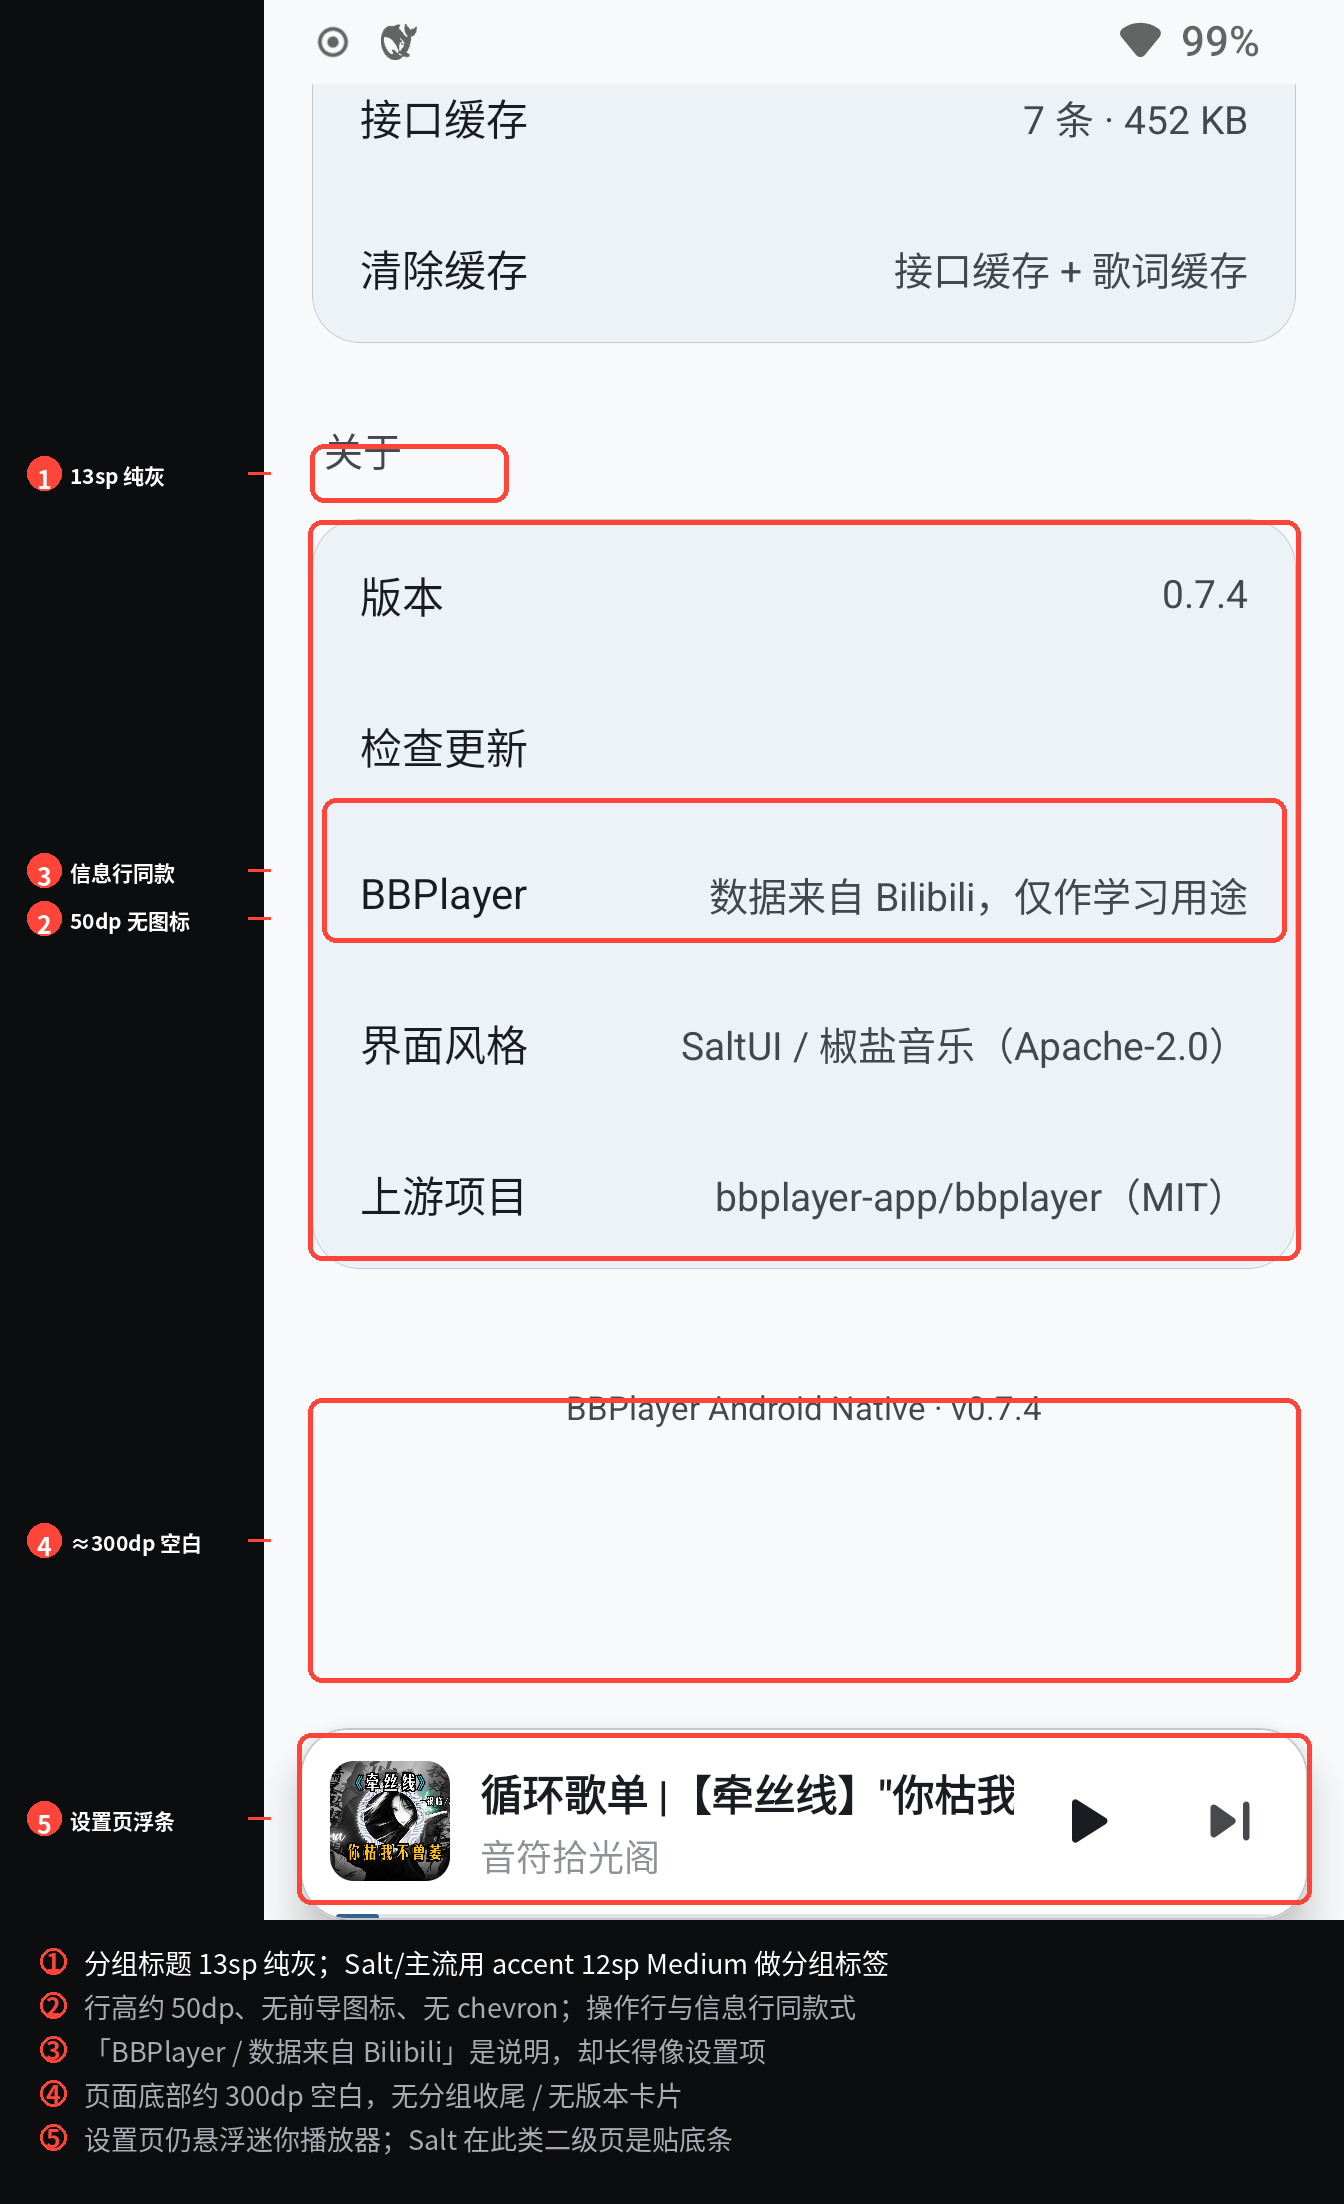 99%
接口缓存 7 条 · 452 KB
清除缓存 接口缓存 + 歌词缓存
关于
1 13sp 纯灰
版本 0.7.4
检查更新
3 信息行同款
BBPlayer 数据来自 Bilibili，仅作学习用途
2 50dp 无图标
界面风格 SaltUI / 椒盐音乐（Apache-2.0）
上游项目 bbplayer-app/bbplayer（MIT）
BBPlayer Android Native · v0.7.4
4 ≈300dp 空白
《牵丝线》
你枯我不曾萎
循环歌单 |【牵丝线】"你枯我
音符拾光阁
5 设置页浮条
① 分组标题 13sp 纯灰；Salt/主流用 accent 12sp Medium 做分组标签
② 行高约 50dp、无前导图标、无 chevron；操作行与信息行同款式
③ 「BBPlayer / 数据来自 Bilibili」是说明，却长得像设置项
④ 页面底部约 300dp 空白，无分组收尾 / 无版本卡片
⑤ 设置页仍悬浮迷你播放器；Salt 在此类二级页是贴底条